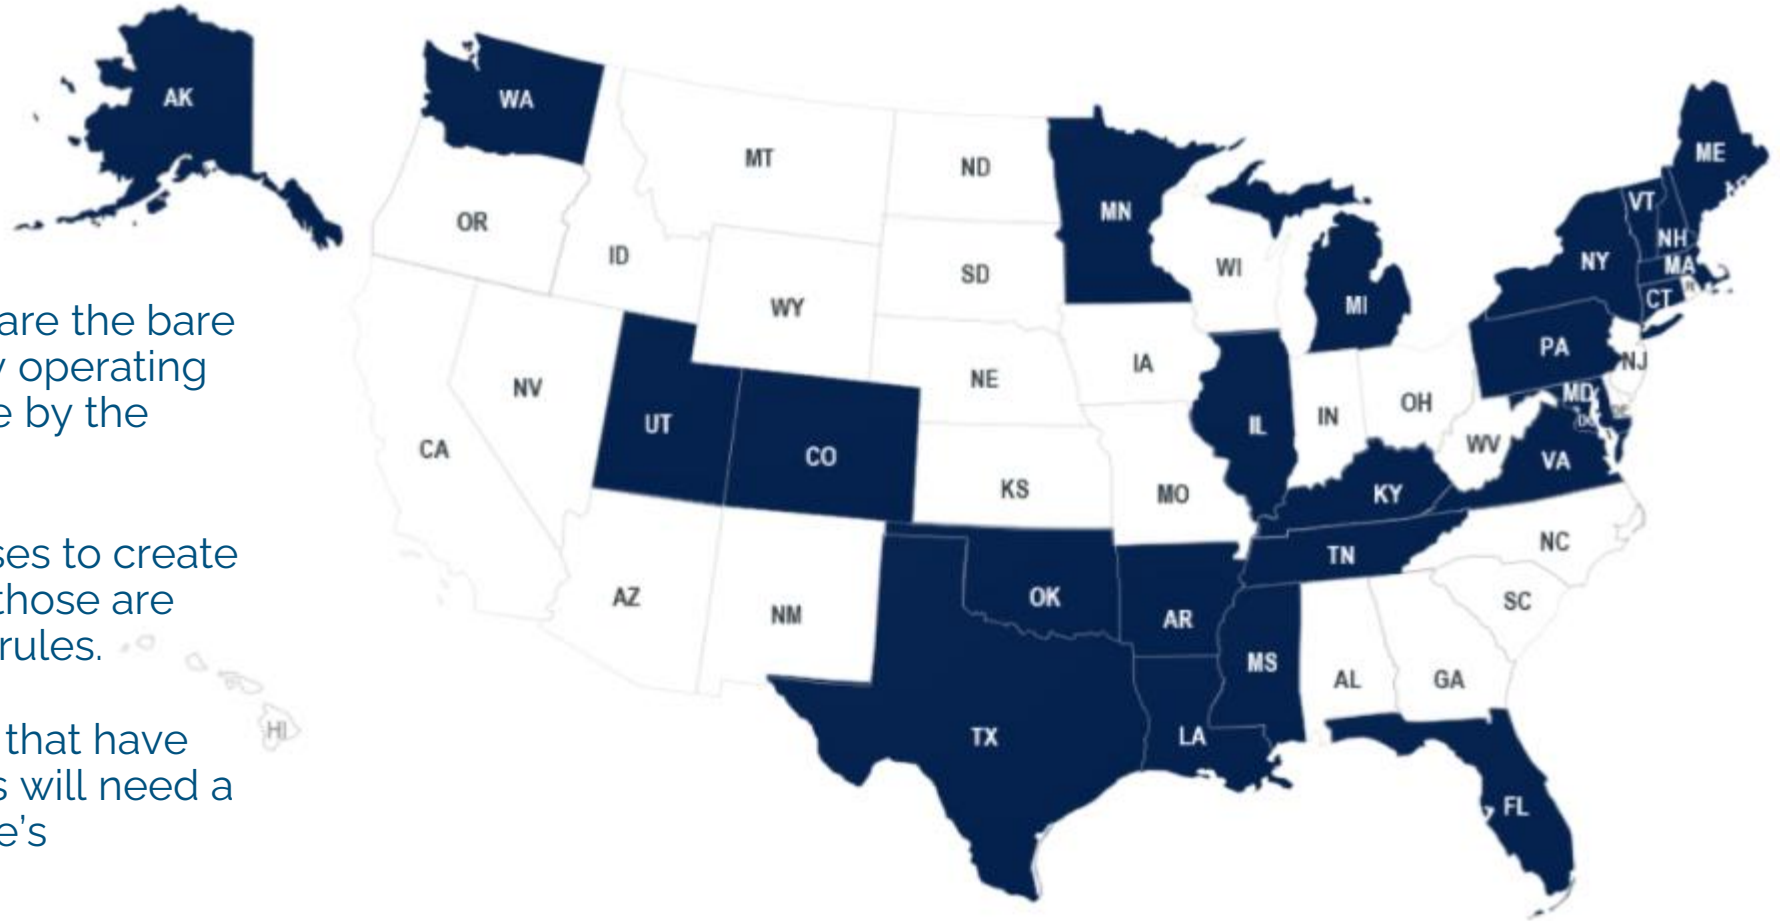 are the bare
operating
e by the
ses to create
those are
rules.
that have
s will need a
e's
AK
WA
MT
ND
MN
ME
VT
NH
OR
ID
SD
WI
NY
MA
WY
MI
CT
NV
NE
IA
PA
NJ
UT
CO
IL
IN
OH
MD
DC
DE
WV
VA
CA
KS
MO
KY
NC
AZ
NM
OK
AR
TN
SC
MS
AL
GA
HI
TX
LA
FL